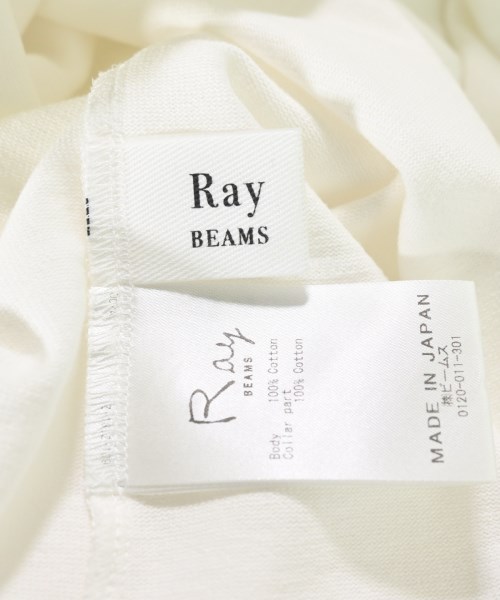 Ray
BEAMS
Ray
BEAMS
Body 100% Cotton
Collar part
100% Cotton
MADE IN JAPAN
㈱ビームス
0120-011-301